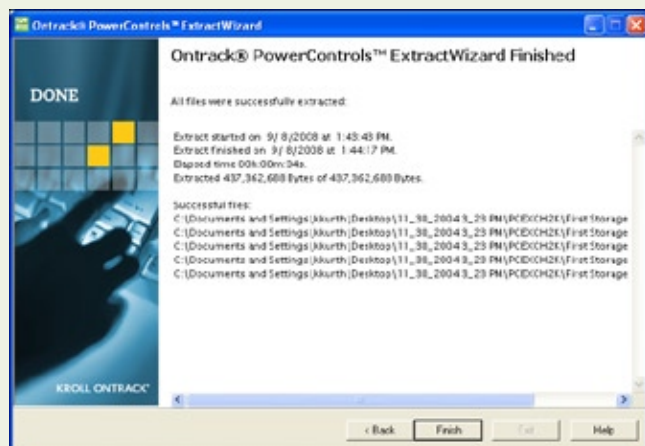 Ontrack® PowerControls™ ExtractWizard
DONE
Ontrack® PowerControls™ ExtractWizard Finished
All files were successfully extracted:
Extract started on 9/8/2008 at 1:43:43 PM.
Extract finished on 9/8/2008 at 1:44:17 PM.
Elapsed time 00h:00m:34s.
Extracted 437,362,688 Bytes of 437,362,688 Bytes.
Successful files:
C:\Documents and Settings\kkurth\Desktop\11_30_2004 3_23 PM\PCEXCH2K\First Storage
C:\Documents and Settings\kkurth\Desktop\11_30_2004 3_23 PM\PCEXCH2K\First Storage
C:\Documents and Settings\kkurth\Desktop\11_30_2004 3_23 PM\PCEXCH2K\First Storage
C:\Documents and Settings\kkurth\Desktop\11_30_2004 3_23 PM\PCEXCH2K\First Storage
C:\Documents and Settings\kkurth\Desktop\11_30_2004 3_23 PM\PCEXCH2K\First Storage
KROLL ONTRACK®
< Back Finish Exit Help